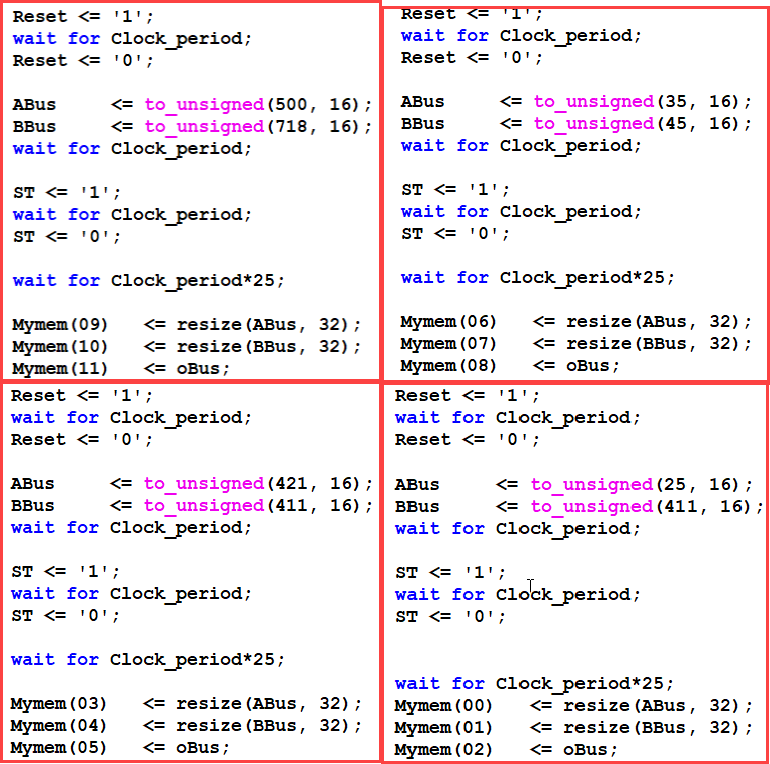 Reset <= '1';
wait for Clock_period;
Reset <= '0';
ABus     <= to_unsigned(500, 16);
BBus     <= to_unsigned(718, 16);
wait for Clock_period;
ST <= '1';
wait for Clock_period;
ST <= '0';
wait for Clock_period*25;
Mymem(09)   <= resize(ABus, 32);
Mymem(10)   <= resize(BBus, 32);
Mymem(11)   <= oBus;
Reset <= '1';
wait for Clock_period;
Reset <= '0';
ABus     <= to_unsigned(35, 16);
BBus     <= to_unsigned(45, 16);
wait for Clock_period;
ST <= '1';
wait for Clock_period;
ST <= '0';
wait for Clock_period*25;
Mymem(06)   <= resize(ABus, 32);
Mymem(07)   <= resize(BBus, 32);
Mymem(08)   <= oBus;
Reset <= '1';
wait for Clock_period;
Reset <= '0';
ABus     <= to_unsigned(421, 16);
BBus     <= to_unsigned(411, 16);
wait for Clock_period;
ST <= '1';
wait for Clock_period;
ST <= '0';
wait for Clock_period*25;
Mymem(03)   <= resize(ABus, 32);
Mymem(04)   <= resize(BBus, 32);
Mymem(05)   <= oBus;
Reset <= '1';
wait for Clock_period;
Reset <= '0';
ABus     <= to_unsigned(25, 16);
BBus     <= to_unsigned(411, 16);
wait for Clock_period;
ST <= '1';
wait for Clock_period;
ST <= '0';
wait for Clock_period*25;
Mymem(00)   <= resize(ABus, 32);
Mymem(01)   <= resize(BBus, 32);
Mymem(02)   <= oBus;